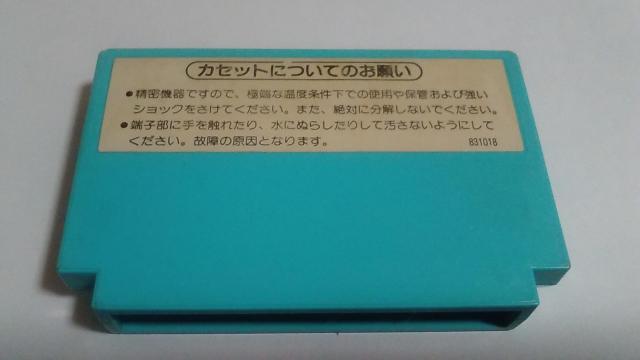 カセットについてのお願い
●精密機器ですので、極端な温度条件下での使用や保管および強い
ショックをさけてください。また、絶対に分解しないでください。
●端子部に手を触れたり、水にぬらしたりして汚さないようにして
ください。故障の原因となります。
831018